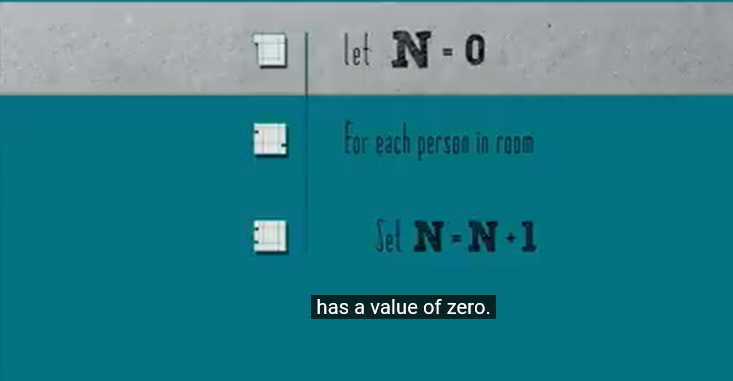 let N = 0
For each person in room
Set N = N + 1
has a value of zero.